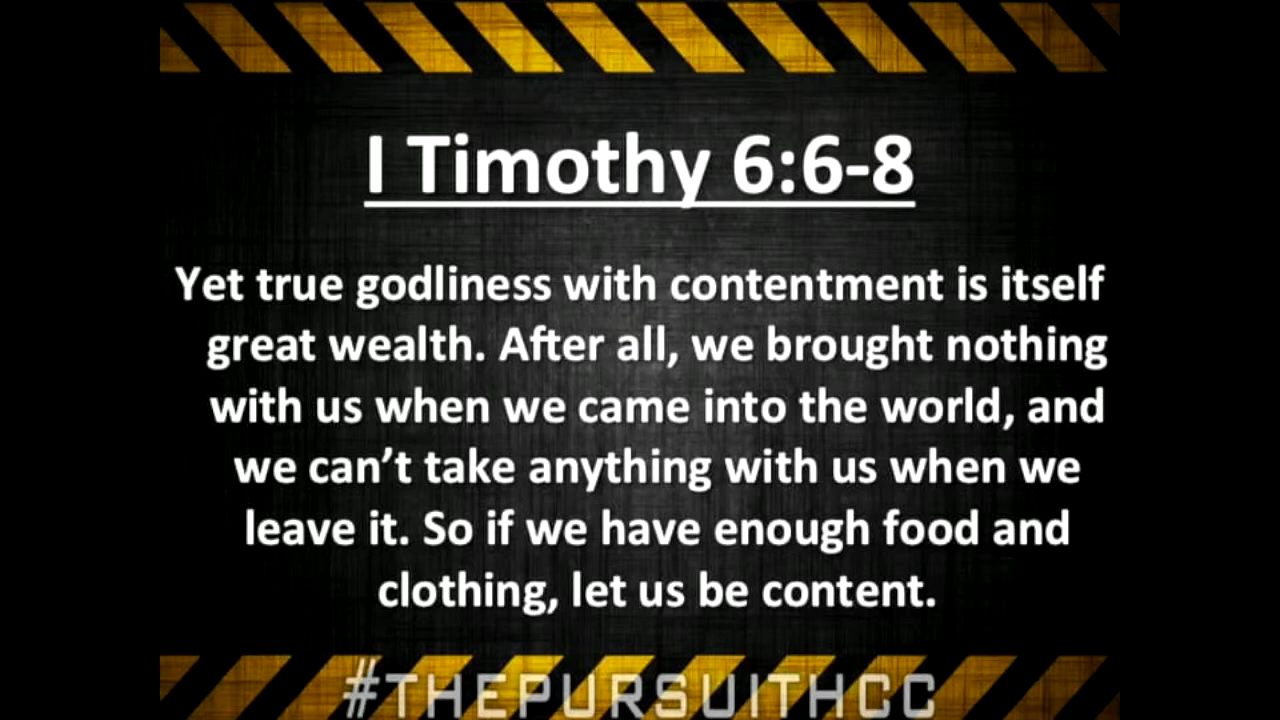 I Timothy 6:6-8
Yet true godliness with contentment is itself
great wealth. After all, we brought nothing
with us when we came into the world, and
we can’t take anything with us when we
leave it. So if we have enough food and
clothing, let us be content.
#THEPURSUITHCC